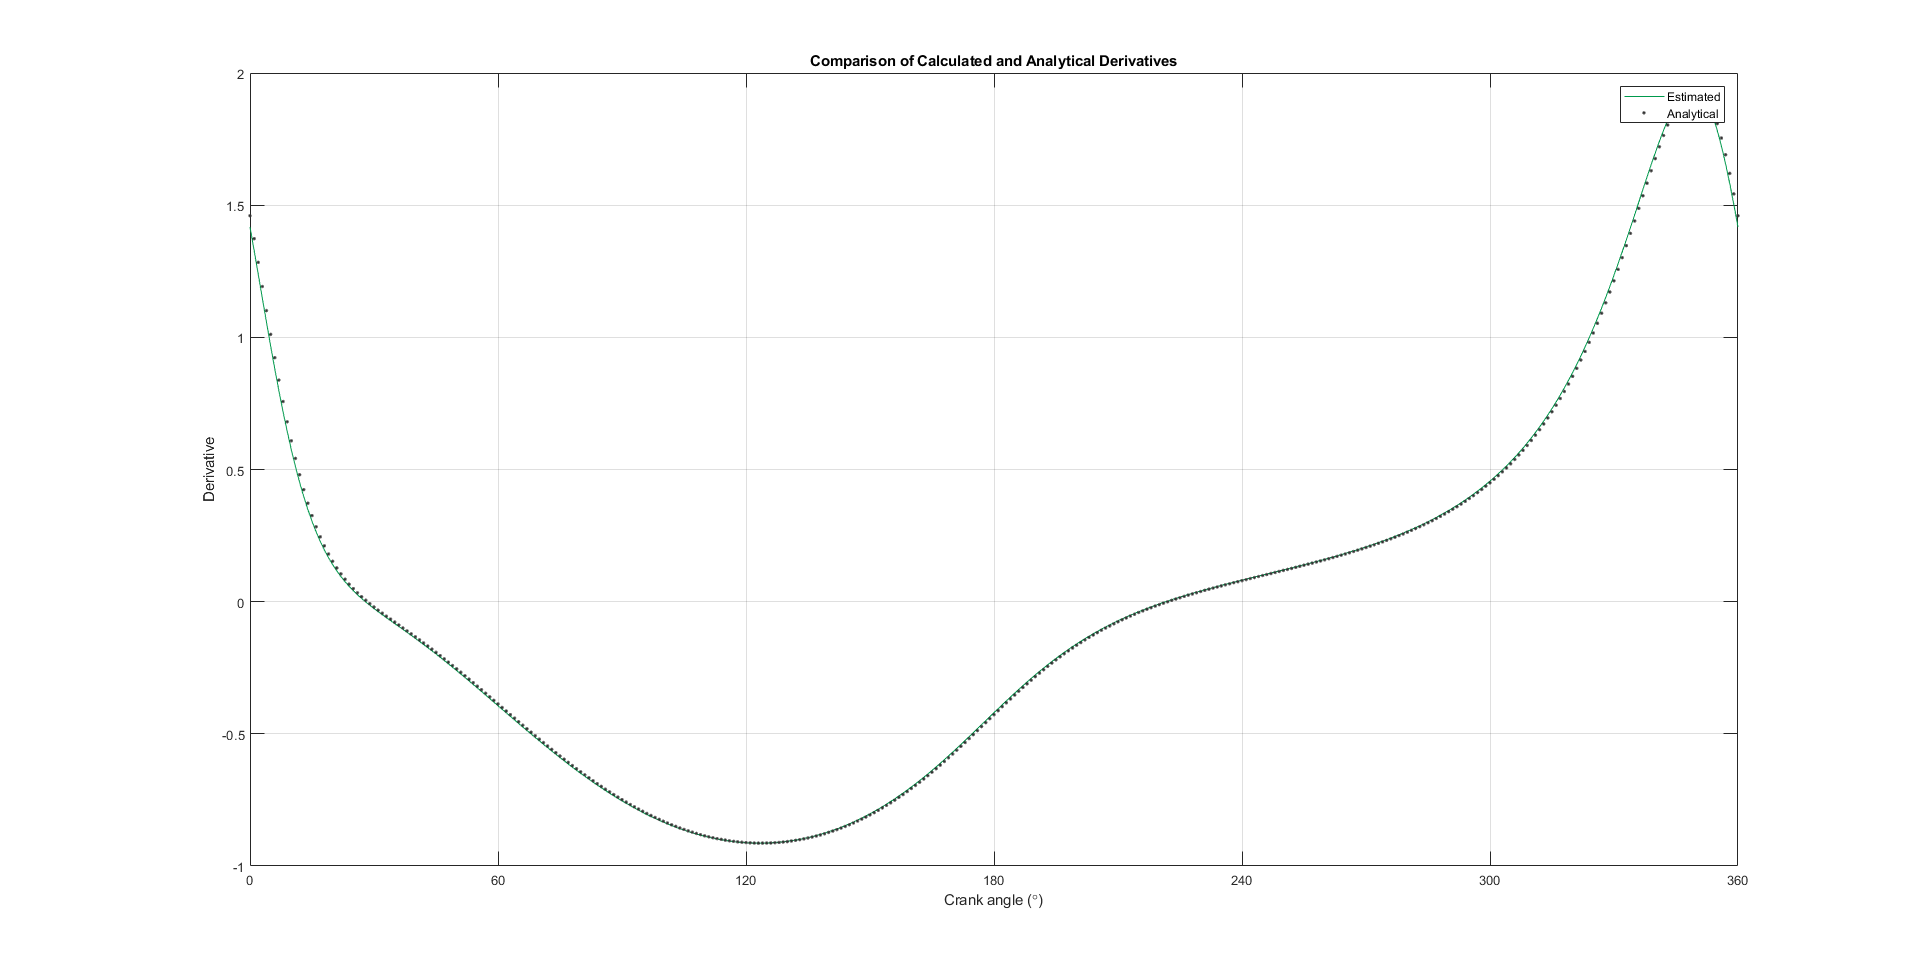 Comparison of Calculated and Analytical Derivatives
2
Estimated
Analytical
1.5
1
0.5
Derivative
0
-0.5
-1
0 60 120 180 240 300 360
Crank angle (°)